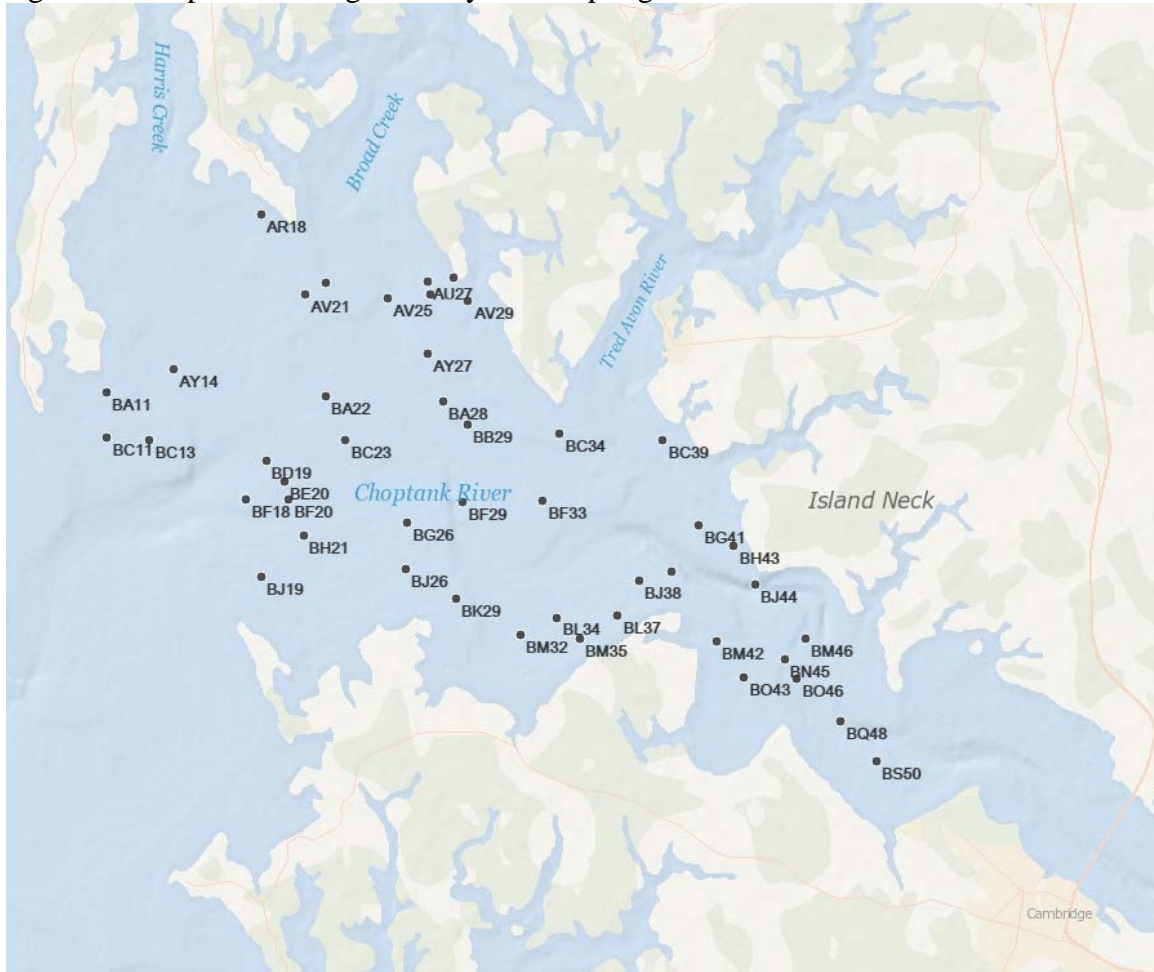 Harris Creek
Broad Creek
AR18
Tred Avon River
AV21
AV25
AU27
AV29
AY27
AY14
BA11
BA22
BA28
BB29
BC11
BC13
BC23
BC34
BC39
BD19
BE20
Choptank River
Island Neck
BF18
BF20
BF29
BF33
BG26
BG41
BH21
BH43
BJ19
BJ26
BJ38
BJ44
BK29
BL34
BL37
BM32
BM35
BM42
BM46
BN45
BO43
BO46
BQ48
BS50
Cambridge